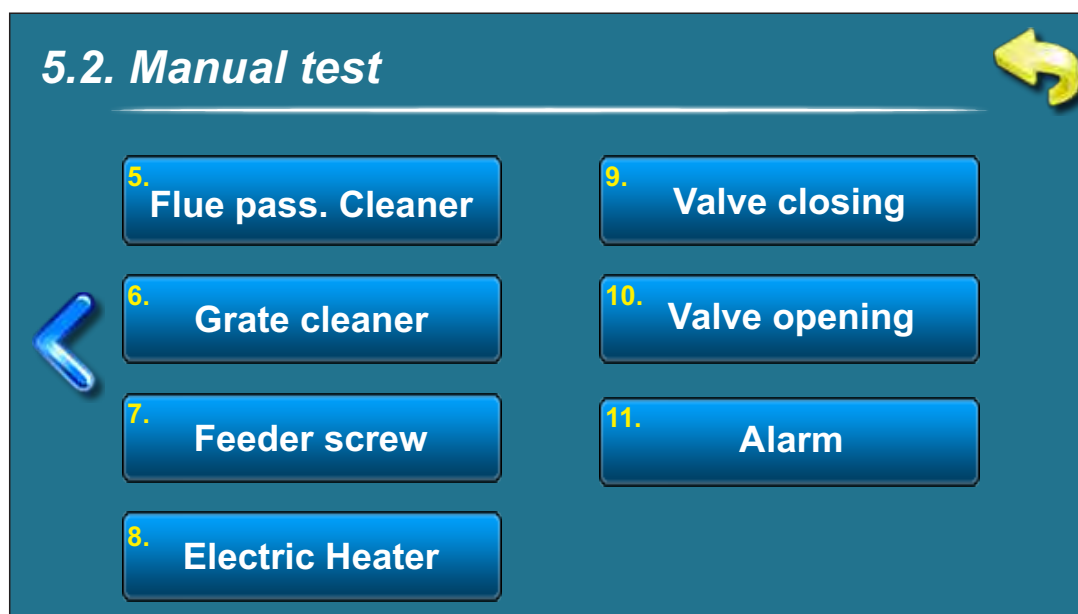 5.2. Manual test
5.
Flue pass. Cleaner
6.
Grate cleaner
7.
Feeder screw
8.
Electric Heater
9.
Valve closing
10.
Valve opening
11.
Alarm